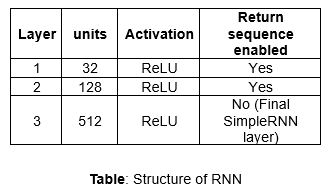 Layer units Activation Return sequence enabled
1 32 ReLU Yes
2 128 ReLU Yes
3 512 ReLU No (Final SimpleRNN layer)
Table: Structure of RNN